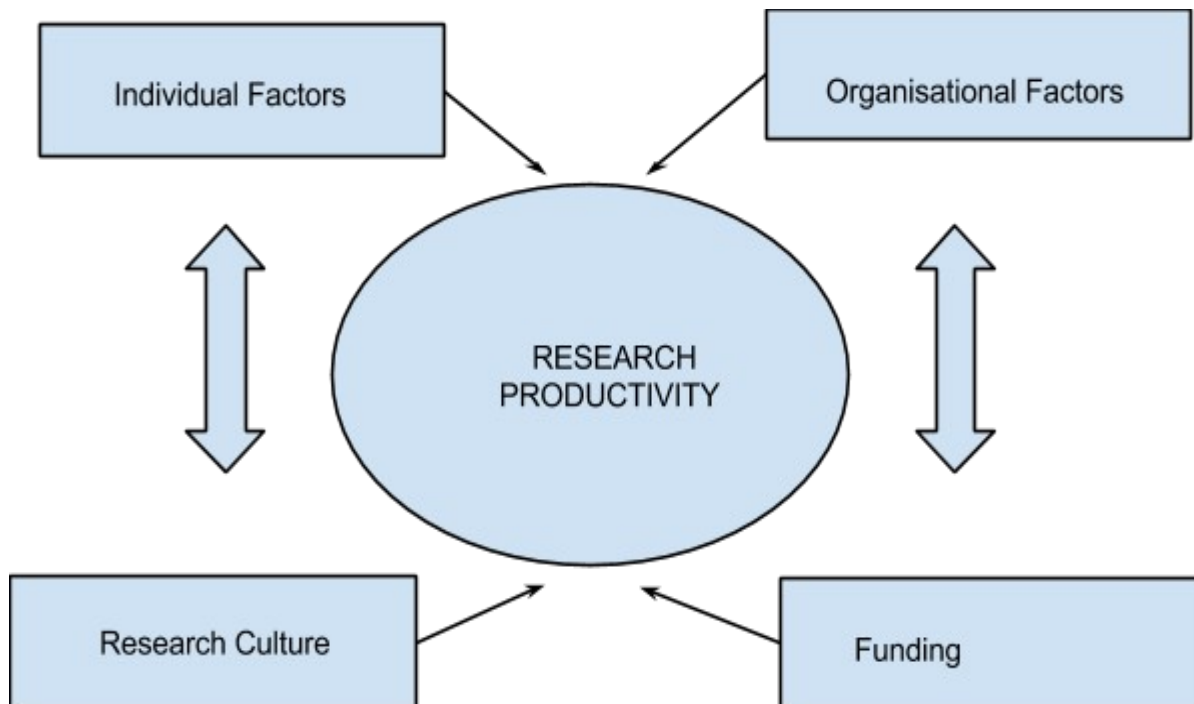 Individual Factors
Organisational Factors
RESEARCH
PRODUCTIVITY
Research Culture
Funding